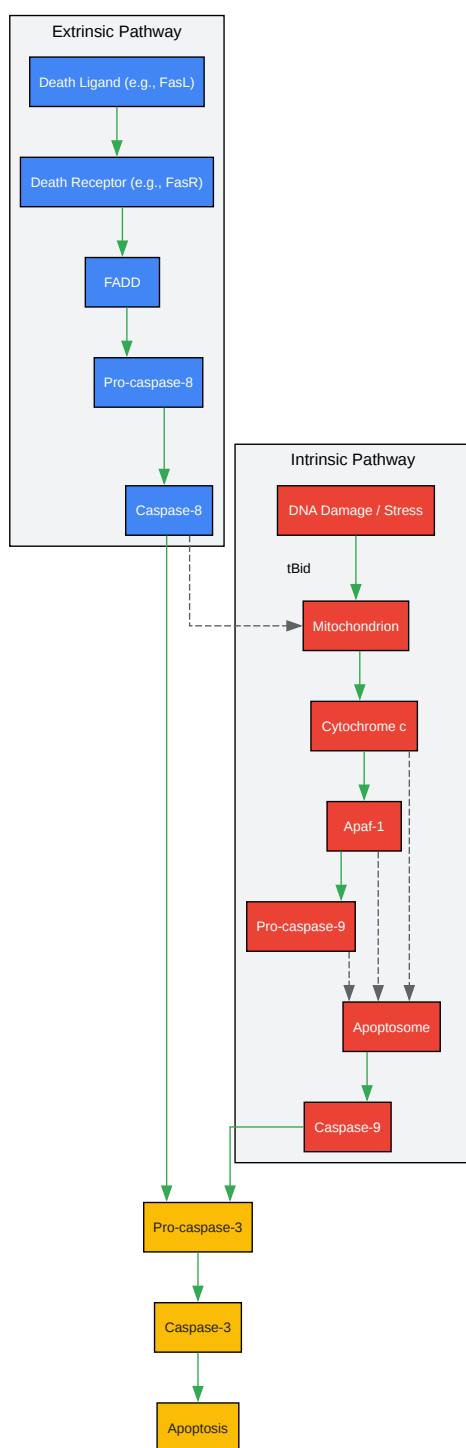 Extrinsic Pathway
Death Ligand (e.g., FasL)
Death Receptor (e.g., FasR)
FADD
Pro-caspase-8
Caspase-8
Intrinsic Pathway
DNA Damage / Stress
tBid
Mitochondrion
Cytochrome c
Apaf-1
Pro-caspase-9
Apoptosome
Caspase-9
Pro-caspase-3
Caspase-3
Apoptosis